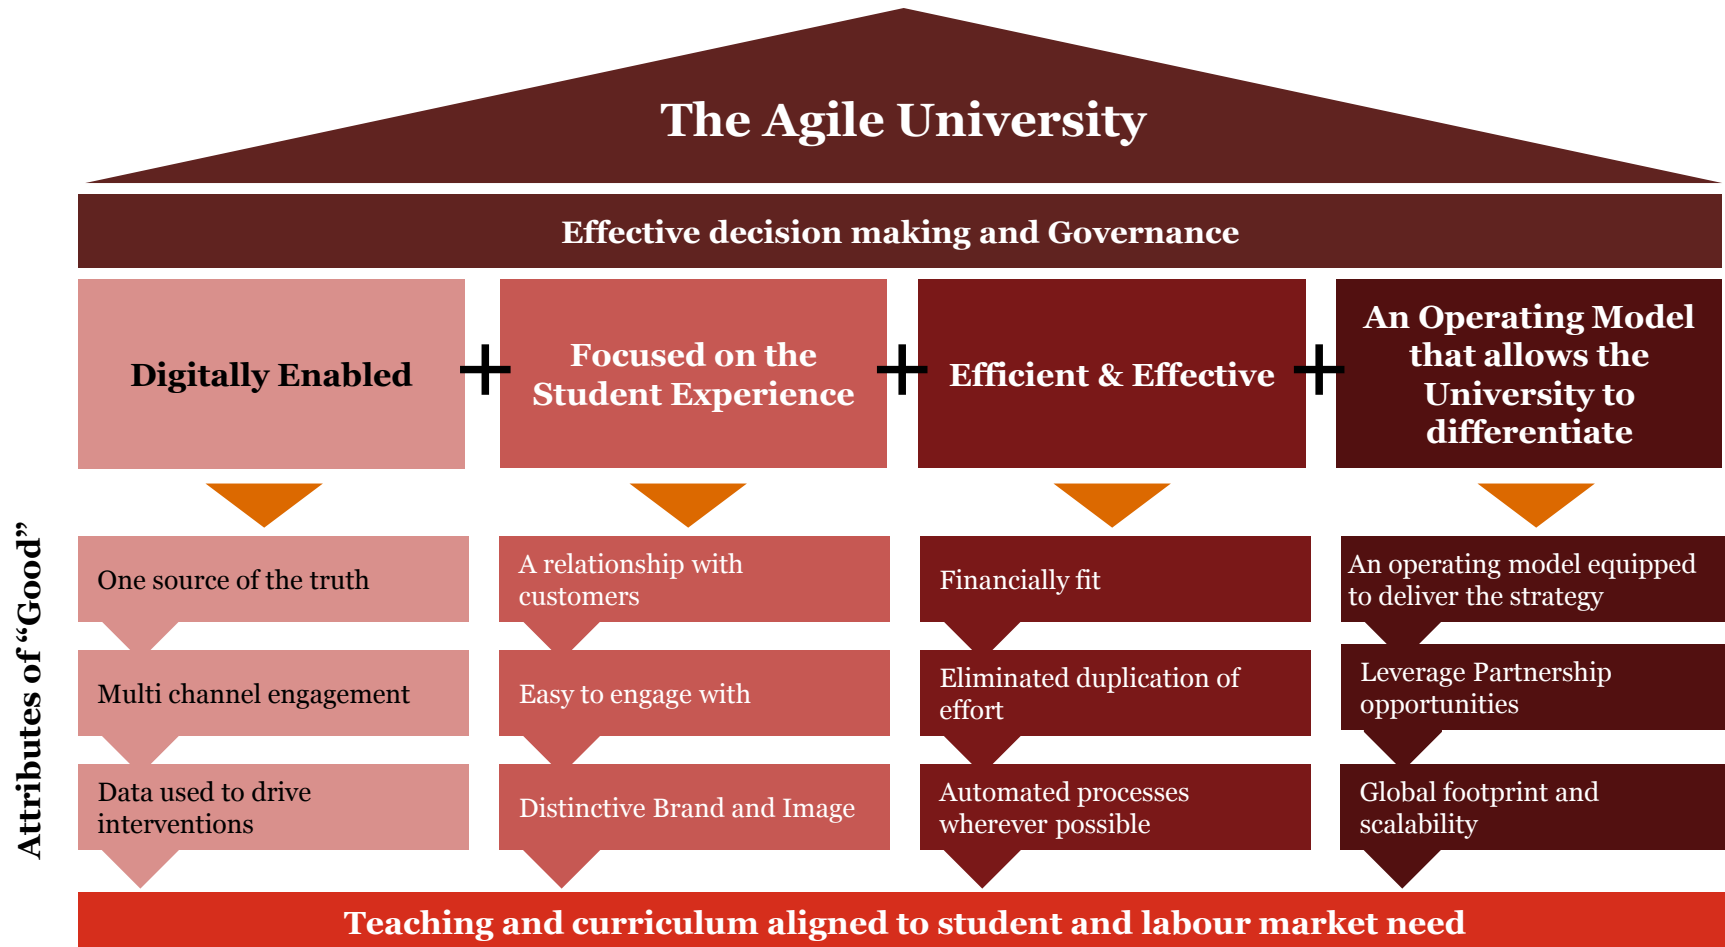 The Agile University
Effective decision making and Governance
Digitally Enabled
+
Focused on the
Student Experience
+
Efficient & Effective
+
An Operating Model
that allows the
University to
differentiate
Attributes of “Good”
One source of the truth
A relationship with
customers
Financially fit
An operating model equipped
to deliver the strategy
Multi channel engagement
Easy to engage with
Eliminated duplication of
effort
Leverage Partnership
opportunities
Data used to drive
interventions
Distinctive Brand and Image
Automated processes
wherever possible
Global footprint and
scalability
Teaching and curriculum aligned to student and labour market need